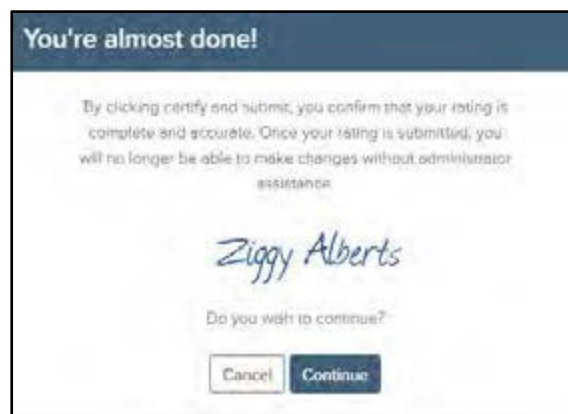 You're almost done!
By clicking certify and submit, you confirm that your rating is
complete and accurate. Once your rating is submitted, you
will no longer be able to make changes without administrator
assistance
Ziggy Alberts
Do you wish to continue?
Cancel Continue